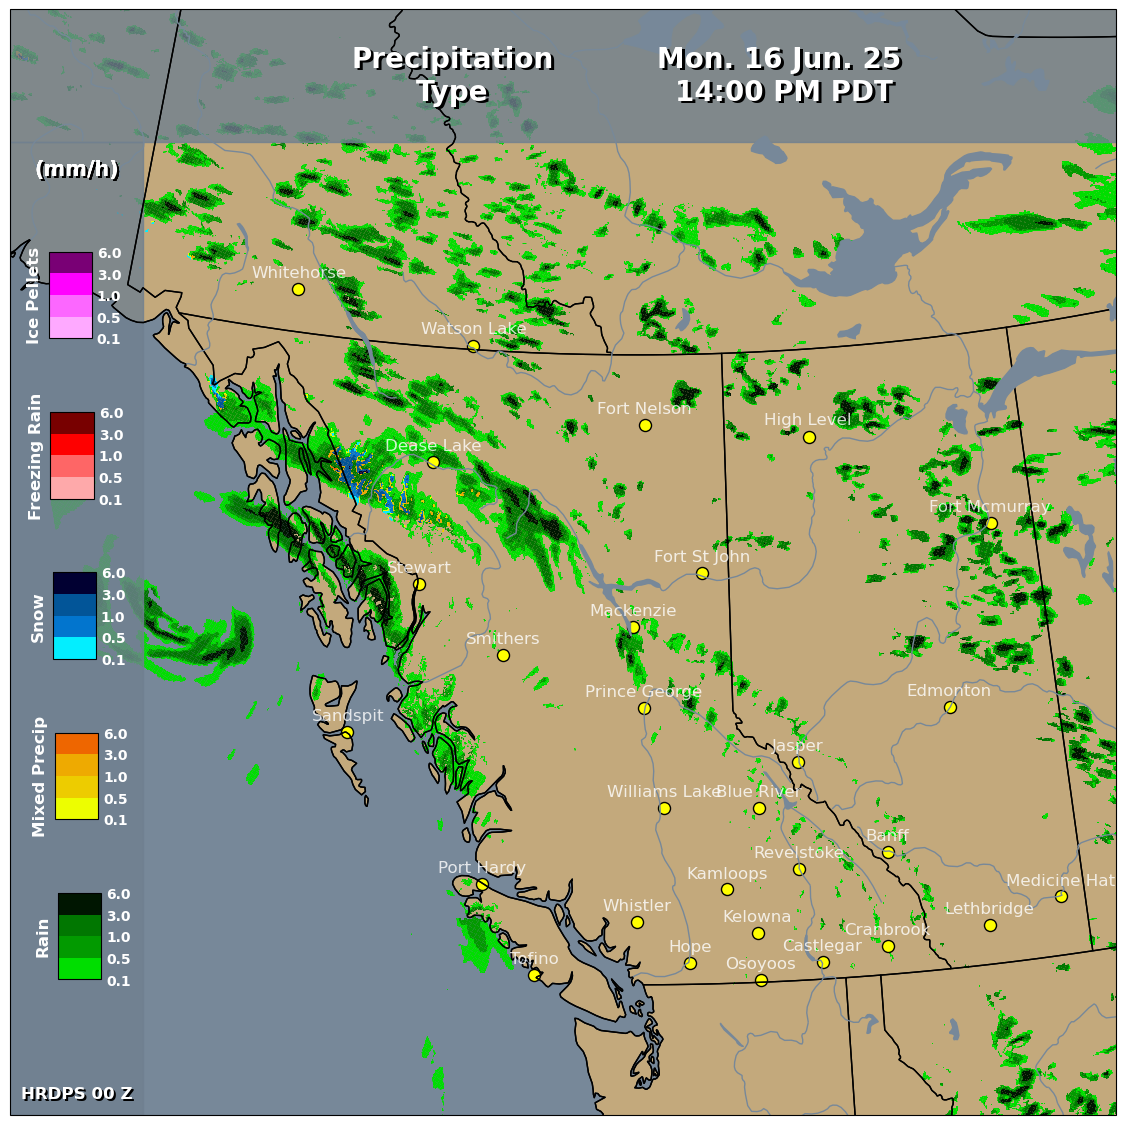 Precipitation
Type
Mon. 16 Jun. 25
14:00 PM PDT
(mm/h)
Ice Pellets
6.0
3.0
1.0
0.5
0.1
Freezing Rain
6.0
3.0
1.0
0.5
0.1
Snow
6.0
3.0
1.0
0.5
0.1
Mixed Precip
6.0
3.0
1.0
0.5
0.1
Rain
6.0
3.0
1.0
0.5
0.1
Whitehorse
Watson Lake
Fort Nelson
High Level
Dease Lake
Fort Mcmurray
Fort St John
Stewart
Mackenzie
Smithers
Prince George
Edmonton
Sandspit
Jasper
Williams Lake
Blue River
Banff
Revelstoke
Port Hardy
Kamloops
Medicine Hat
Whistler
Kelowna
Lethbridge
Cranbrook
Hope
Castlegar
Tofino
Osoyoos
HRDPS 00 Z